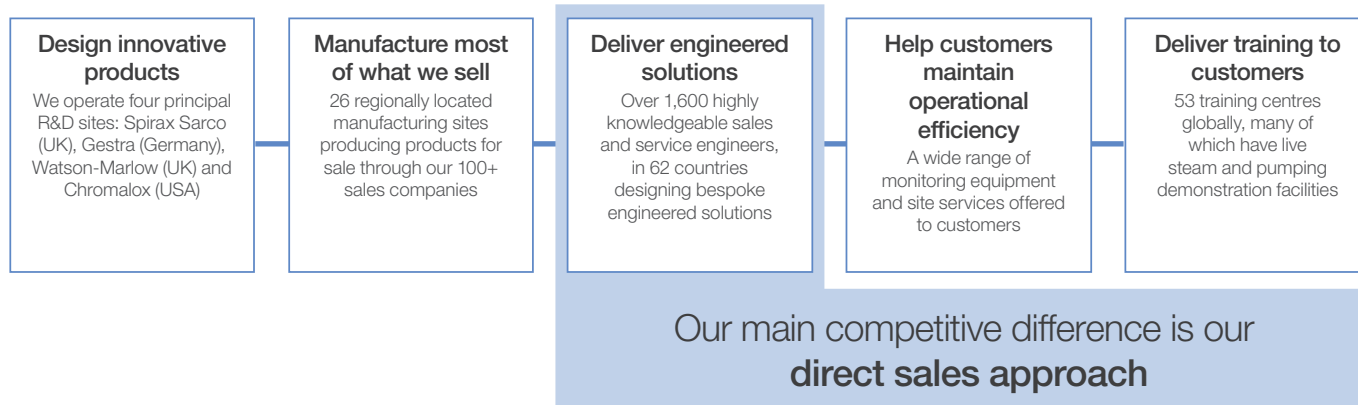 Design innovative
products
We operate four principal
R&D sites: Spirax Sarco
(UK), Gestra (Germany),
Watson-Marlow (UK) and
Chromalox (USA)
Manufacture most
of what we sell
26 regionally located
manufacturing sites
producing products for
sale through our 100+
sales companies
Deliver engineered
solutions
Over 1,600 highly
knowledgeable sales
and service engineers,
in 62 countries
designing bespoke
engineered solutions
Help customers
maintain
operational
efficiency
A wide range of
monitoring equipment
and site services offered
to customers
Deliver training to
customers
53 training centres
globally, many of
which have live
steam and pumping
demonstration facilities
Our main competitive difference is our
direct sales approach